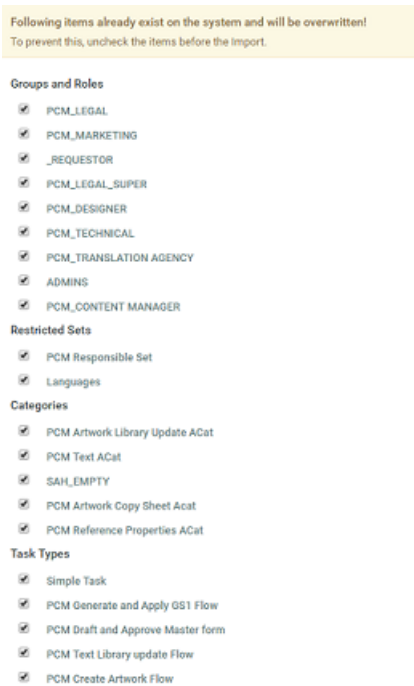 Following items already exist on the system and will be overwritten!
To prevent this, uncheck the items before the Import.
Groups and Roles
PCM_LEGAL
PCM_MARKETING
_REQUESTOR
PCM_LEGAL_SUPER
PCM_DESIGNER
PCM_TECHNICAL
PCM_TRANSLATION AGENCY
ADMINS
PCM_CONTENT MANAGER
Restricted Sets
PCM Responsible Set
Languages
Categories
PCM Artwork Library Update ACat
PCM Text ACat
SAH_EMPTY
PCM Artwork Copy Sheet Acat
PCM Reference Properties ACat
Task Types
Simple Task
PCM Generate and Apply GS1 Flow
PCM Draft and Approve Master form
PCM Text Library update Flow
PCM Create Artwork Flow